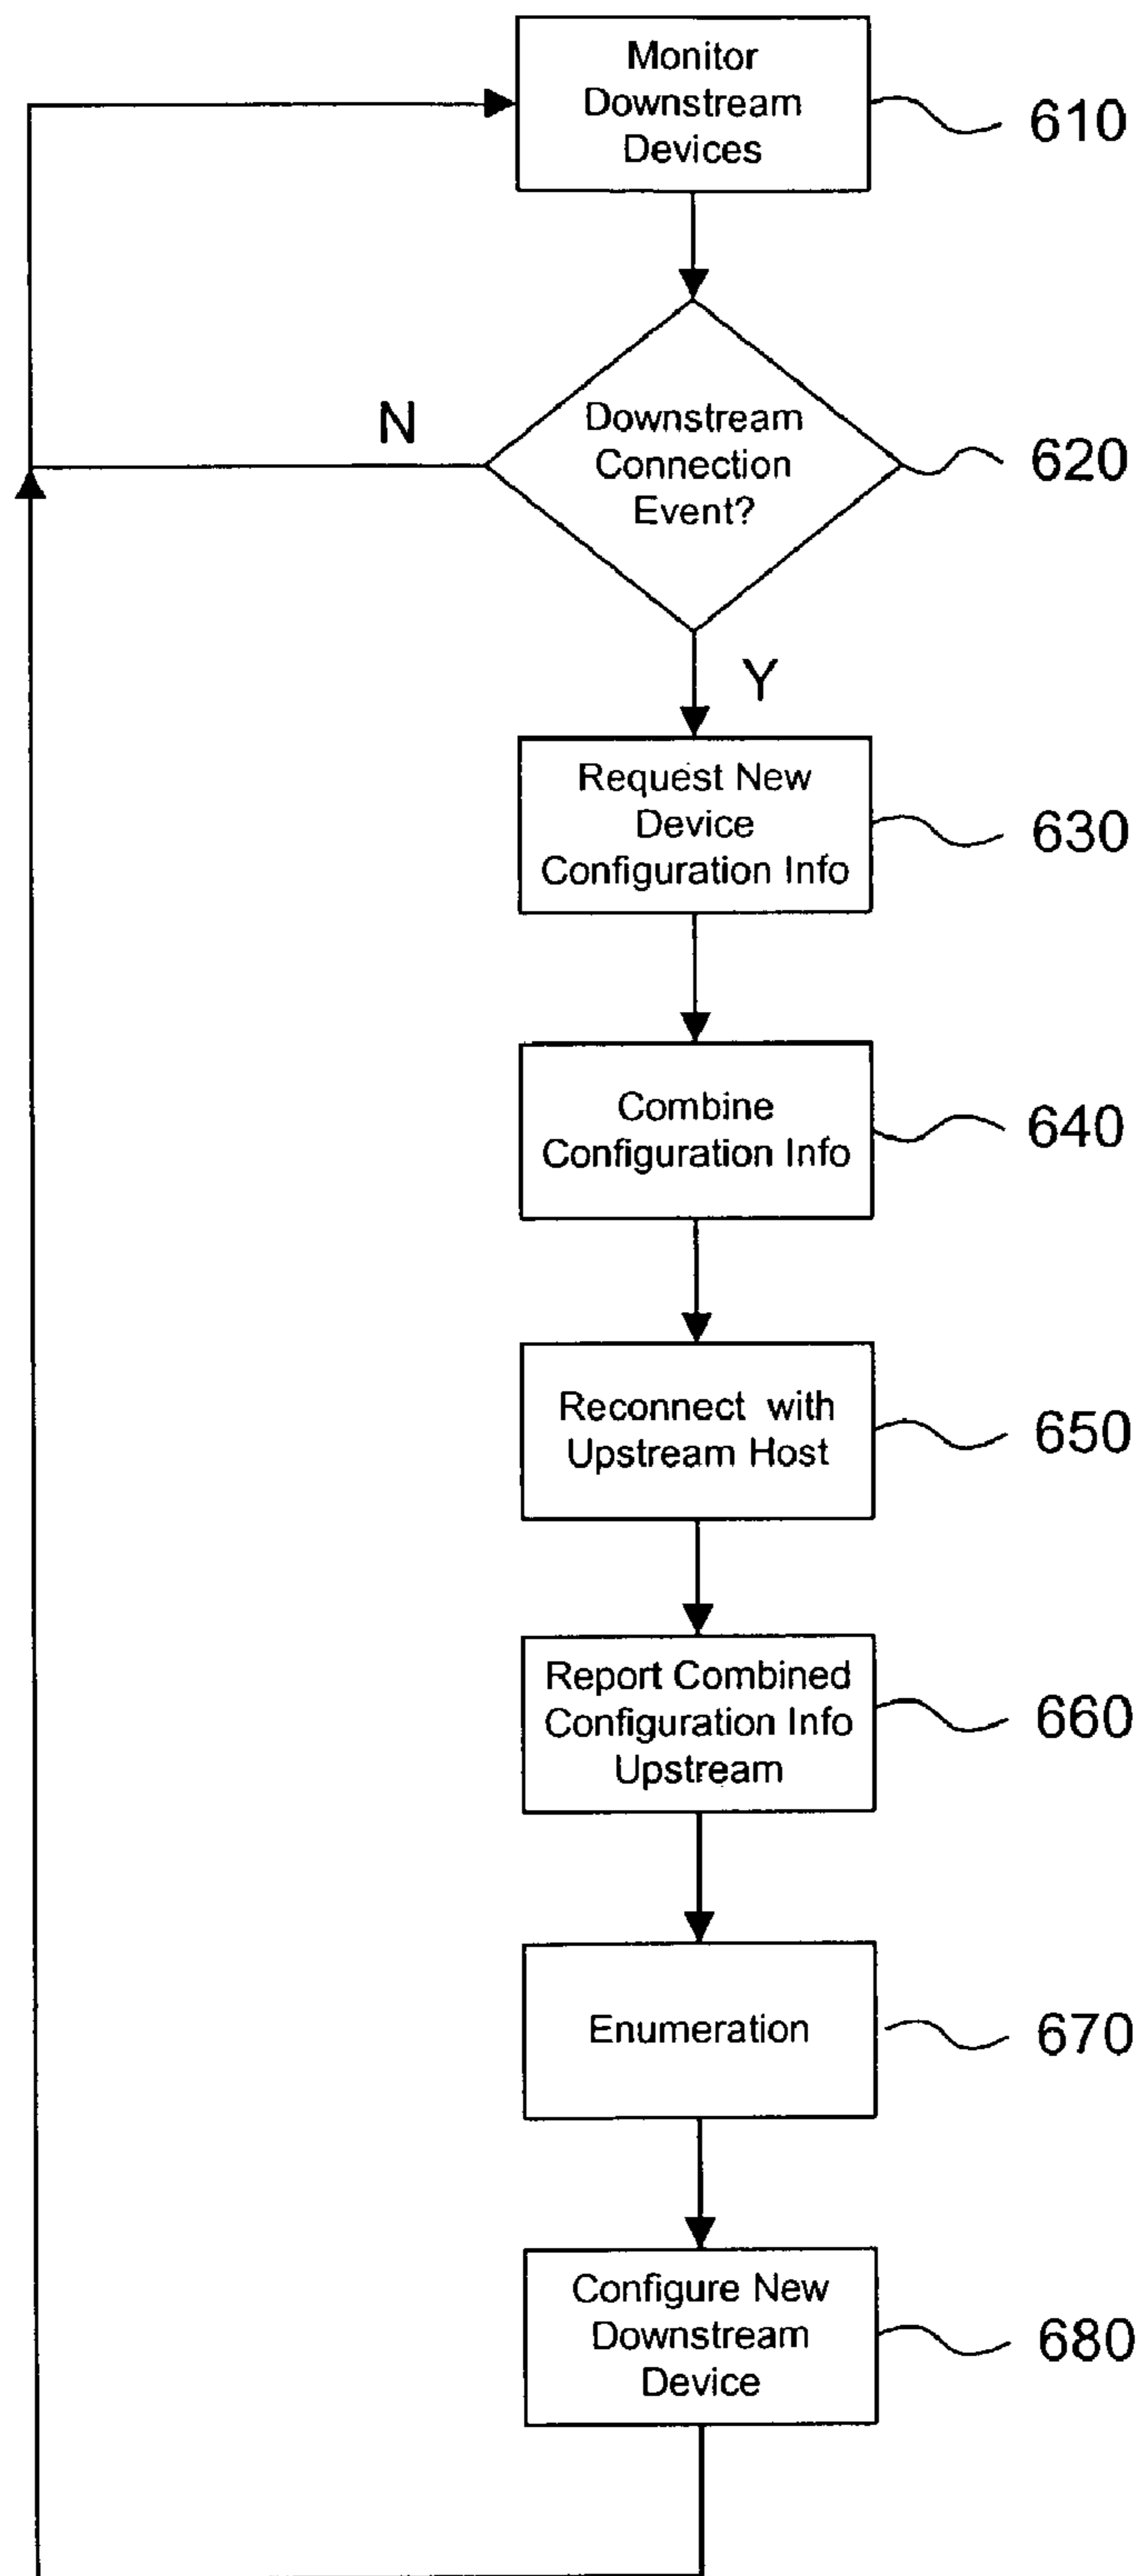 Monitor
Downstream
Devices
610
Downstream
Connection
Event?
620
N
Y
Request New
Device
Configuration Info
630
Combine
Configuration Info
640
Reconnect with
Upstream Host
650
Report Combined
Configuration Info
Upstream
660
Enumeration
670
Configure New
Downstream
Device
680